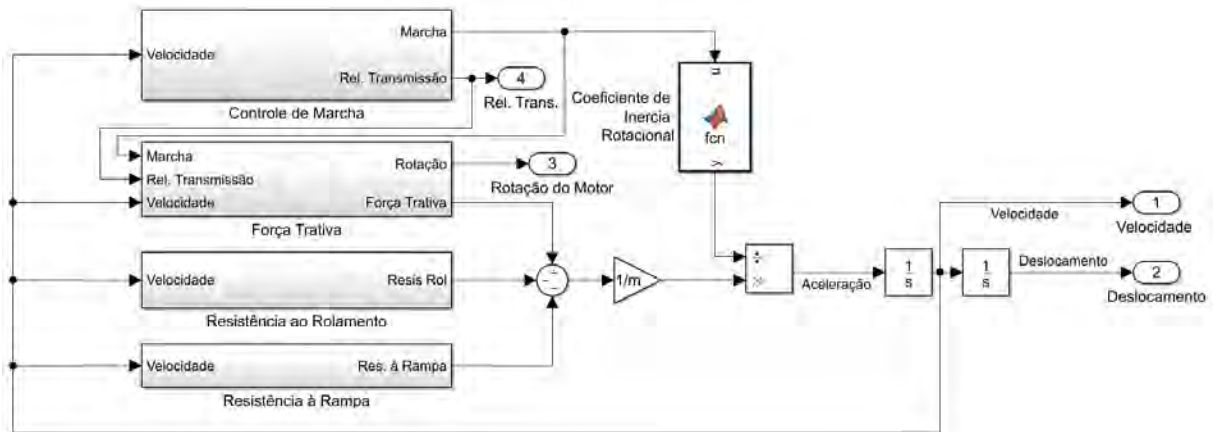 Marcha
Velocidade
Rel. Transmissão
4
Rel. Trans.
Controle de Marcha
Coeficiente de
Inercia
Rotacional
u
fcn
y
Marcha
Rel. Transmissão
Velocidade
Rotação
Força Trativa
3
Rotação do Motor
Força Trativa
Velocidade
1
Velocidade
Velocidade
Resis Rol
Resistência ao Rolamento
1/m
÷
×
Aceleração
1
s
1
s
Deslocamento
2
Deslocamento
Velocidade
Res. à Rampa
Resistência à Rampa